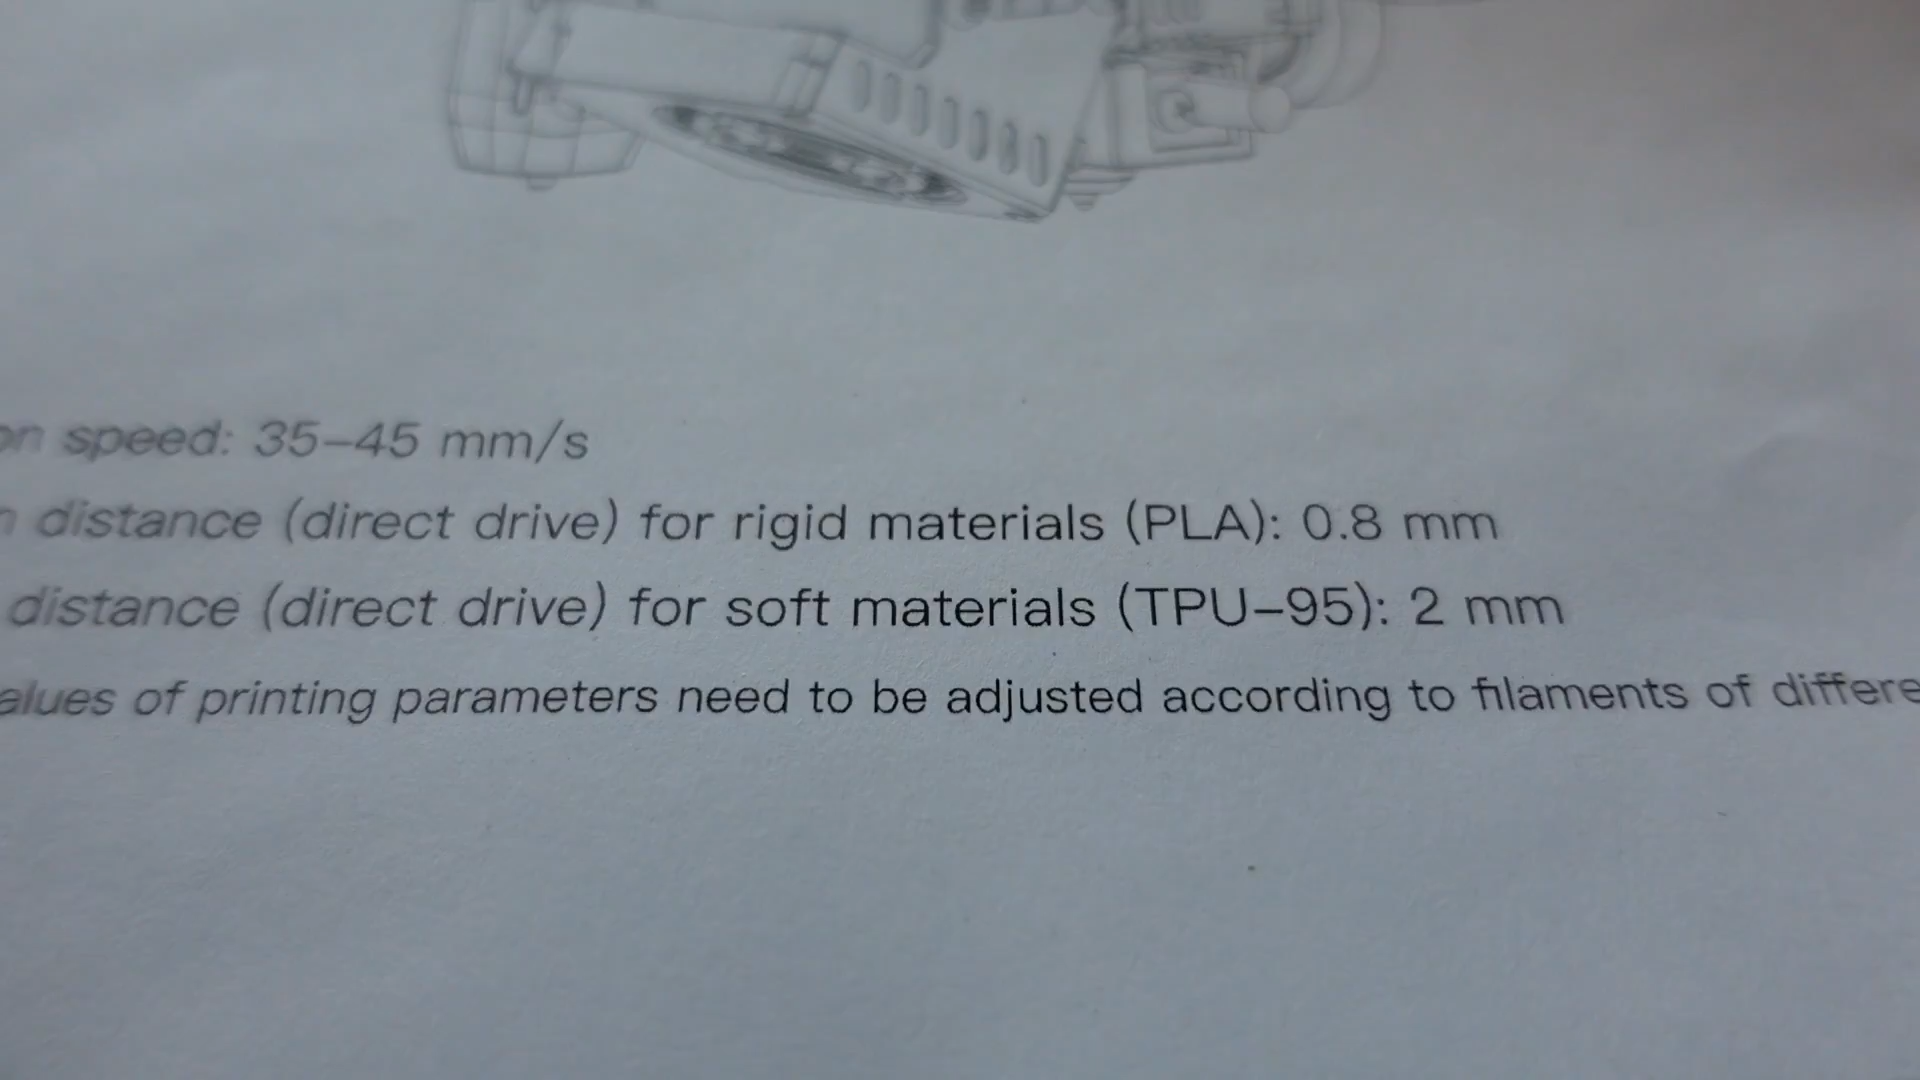 on speed: 35–45 mm/s
n distance (direct drive) for rigid materials (PLA): 0.8 mm
distance (direct drive) for soft materials (TPU–95): 2 mm
alues of printing parameters need to be adjusted according to filaments of differe